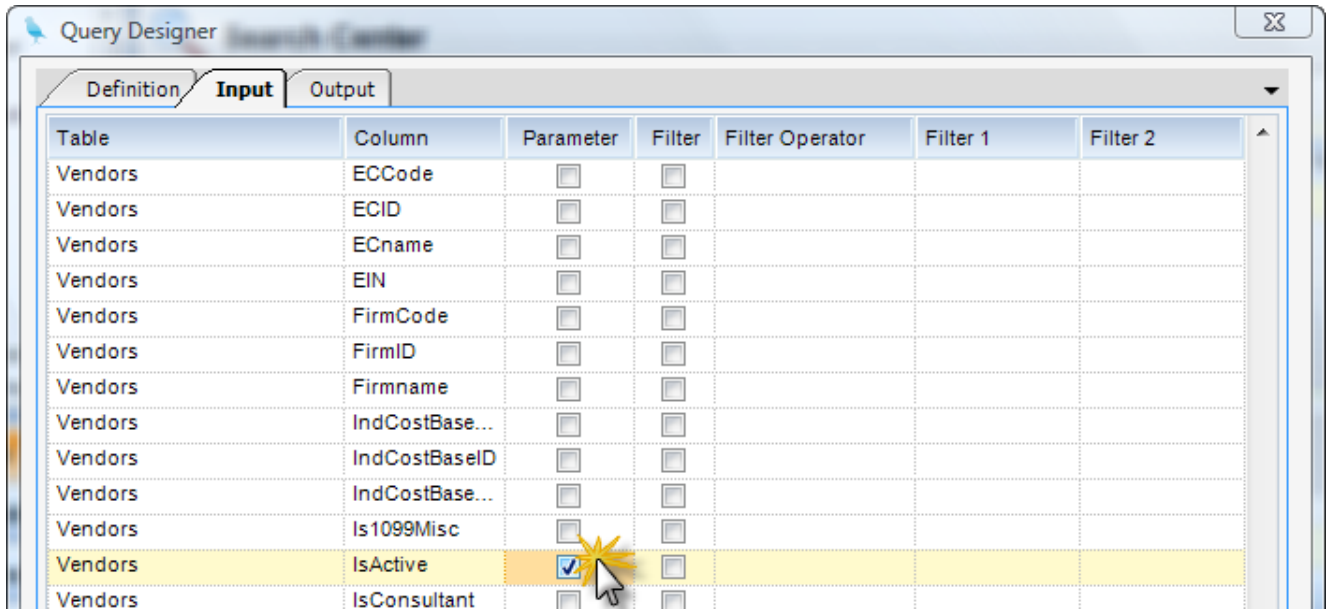 Query Designer
Search Center
Definition Input Output
Table Column Parameter Filter Filter Operator Filter 1 Filter 2
Vendors ECCode
Vendors ECID
Vendors ECname
Vendors EIN
Vendors FirmCode
Vendors FirmID
Vendors Firmname
Vendors IndCostBase...
Vendors IndCostBaseID
Vendors IndCostBase...
Vendors Is1099Misc
Vendors IsActive
Vendors IsConsultant